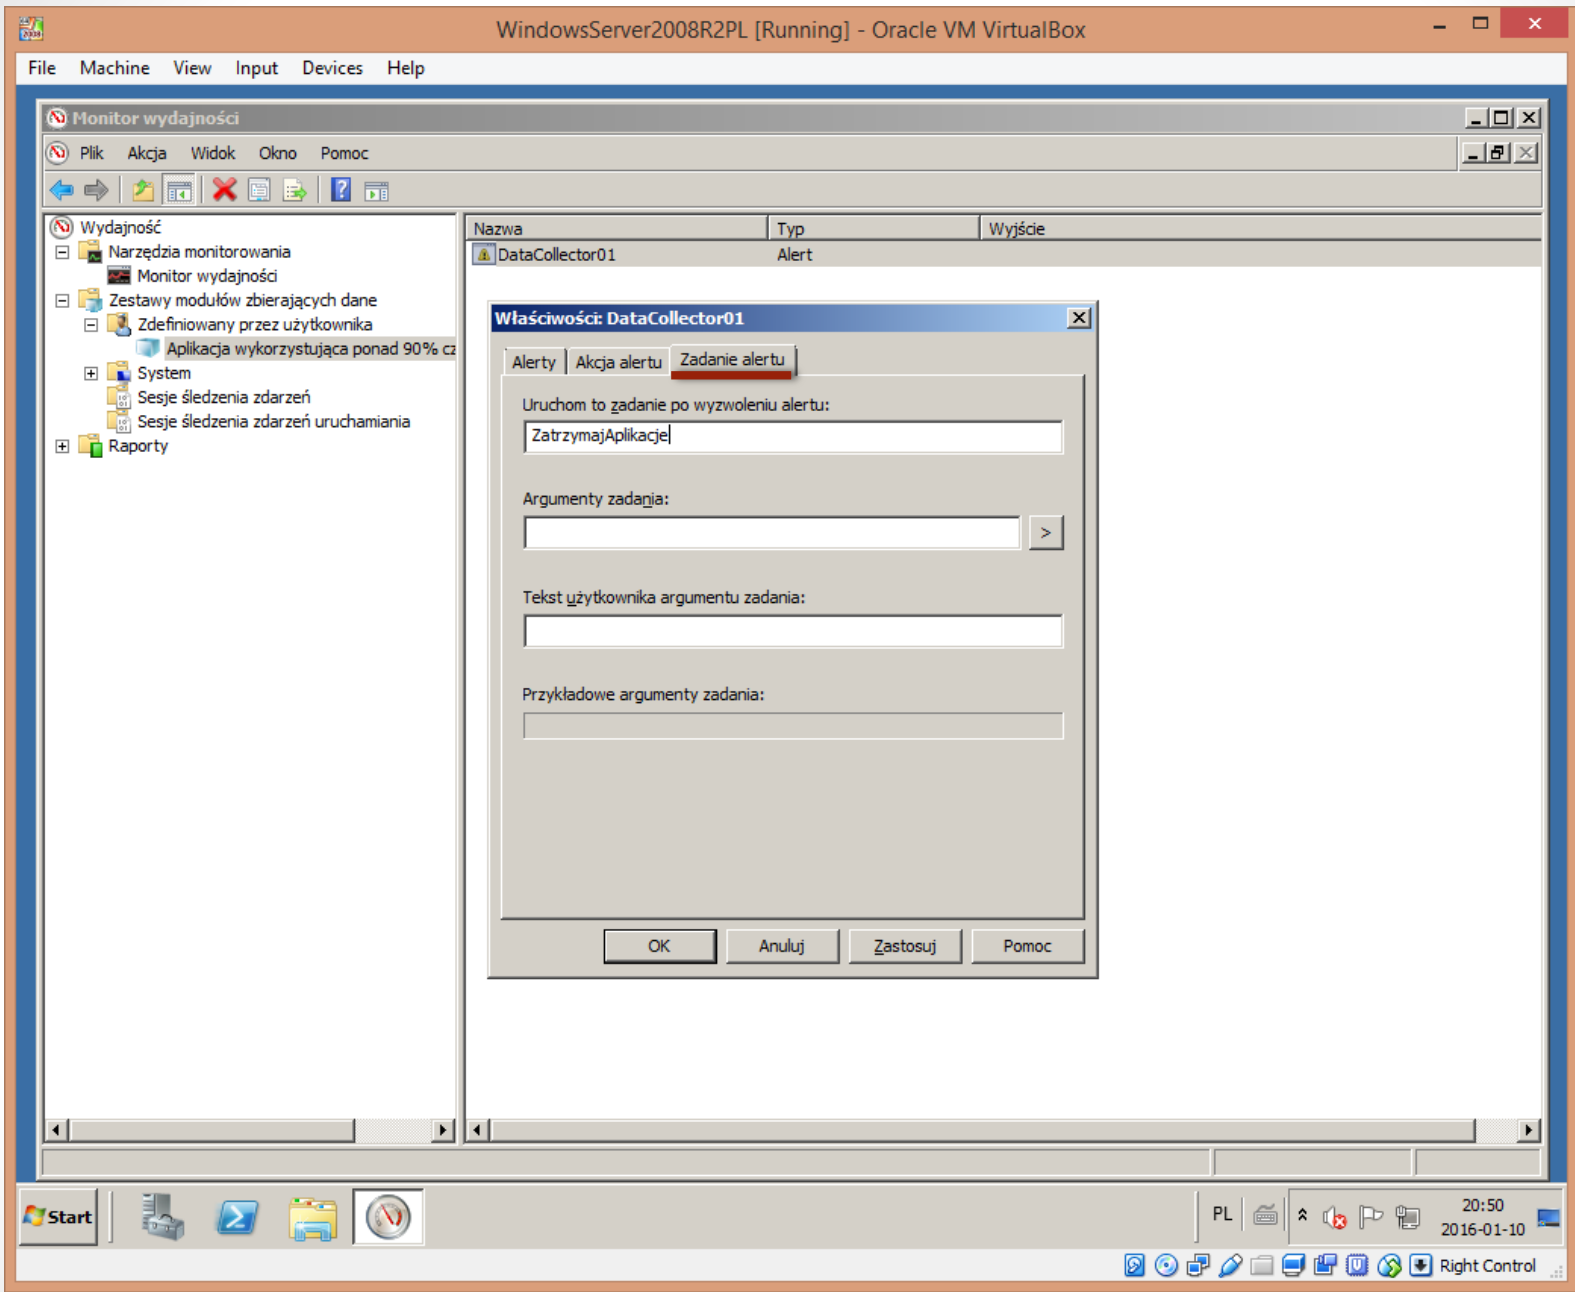 WindowsServer2008R2PL [Running] - Oracle VM VirtualBox
File Machine View Input Devices Help
Monitor wydajności
Plik Akcja Widok Okno Pomoc
Wydajność
Narzędzia monitorowania
Monitor wydajności
Zestawy modułów zbierających dane
Zdefiniowany przez użytkownika
Aplikacja wykorzystująca ponad 90% cz
System
Sesje śledzenia zdarzeń
Sesje śledzenia zdarzeń uruchamiania
Raporty
Nazwa Typ Wyjście
DataCollector01 Alert
Właściwości: DataCollector01
Alerty Akcja alertu Zadanie alertu
Uruchom to zadanie po wyzwoleniu alertu:
ZatrzymajAplikacje
Argumenty zadania:
>
Tekst użytkownika argumentu zadania:
Przykładowe argumenty zadania:
OK Anuluj Zastosuj Pomoc
Start PL 20:50
2016-01-10
Right Control